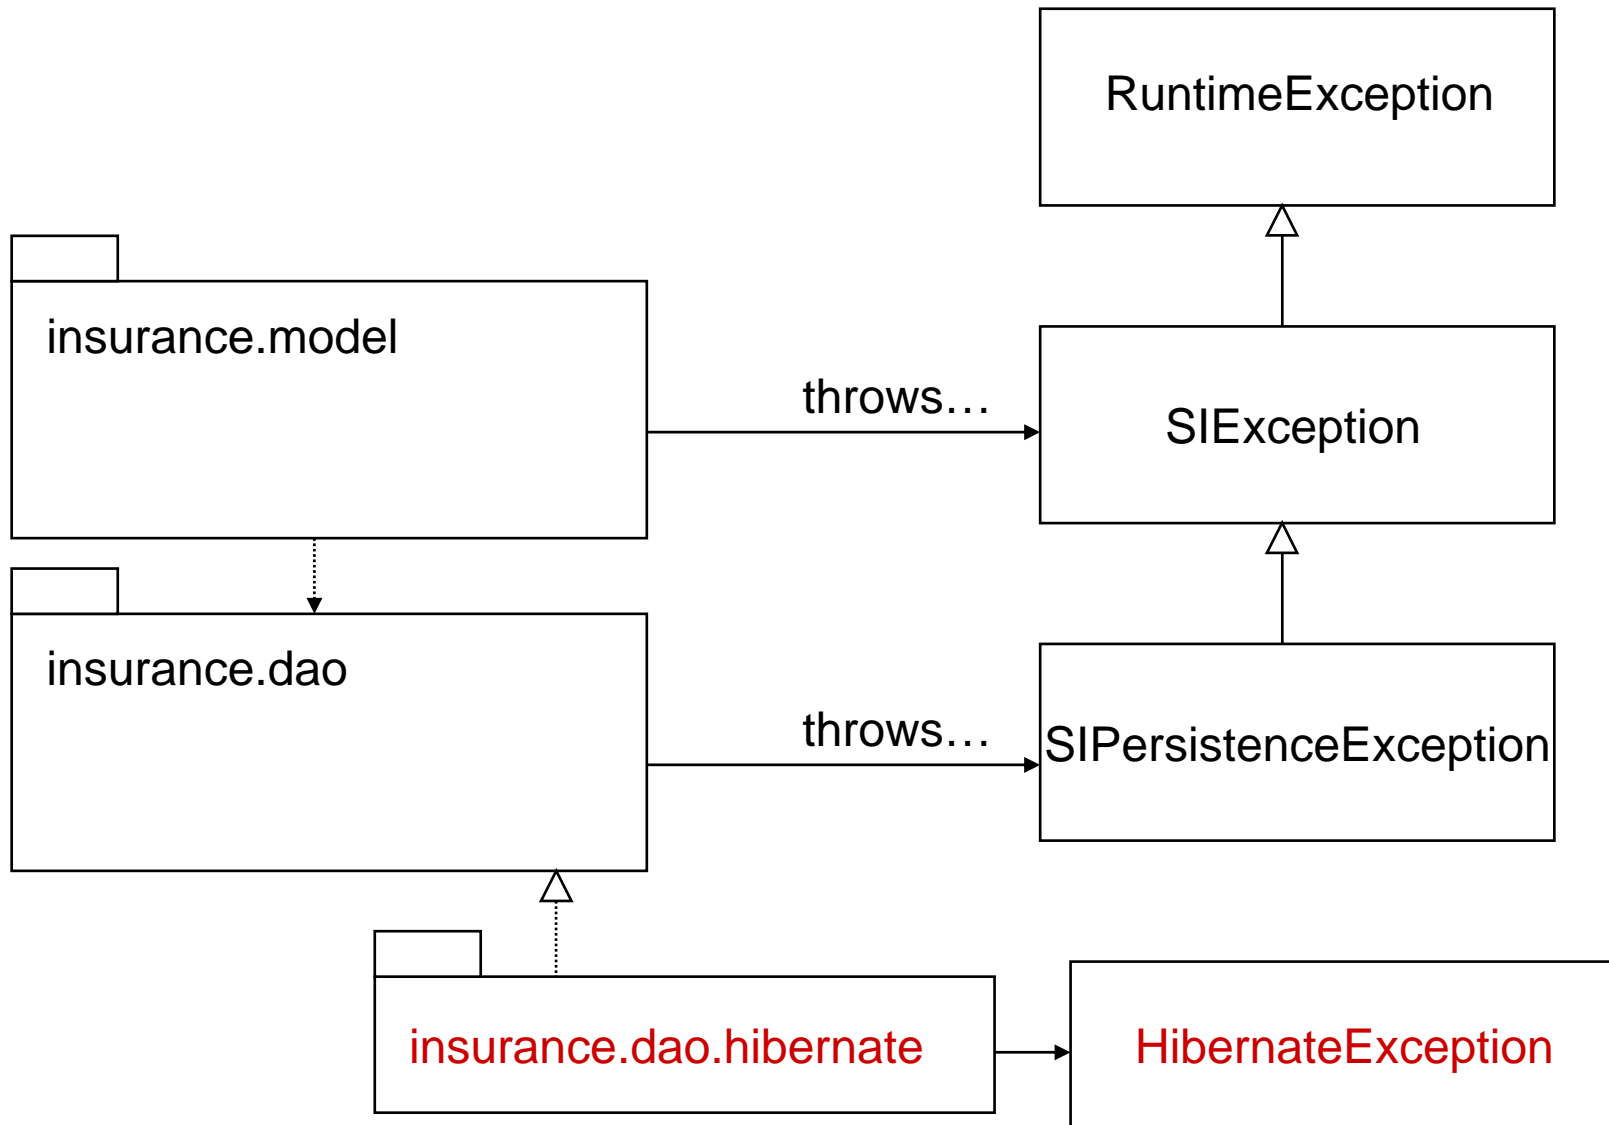 RuntimeException
insurance.model
throws…
SIException
insurance.dao
throws…
SIPersistenceException
insurance.dao.hibernate
HibernateException